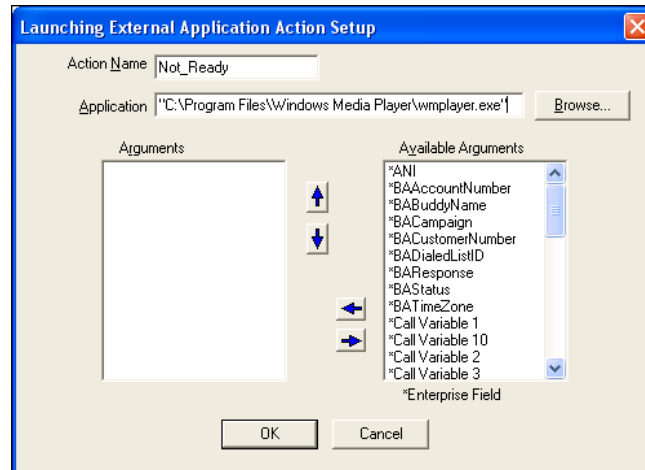 Launching External Application Action Setup
Action Name Not_Ready
Application "C:\Program Files\Windows Media Player\wmplayer.exe" Browse...
Arguments Available Arguments
*ANI
*BAAccountNumber
*BABuddyName
*BACampaign
*BACustomerNumber
*BADialedListID
*BAResponse
*BAStatus
*BATimeZone
*Call Variable 1
*Call Variable 10
*Call Variable 2
*Call Variable 3
*Enterprise Field
OK Cancel